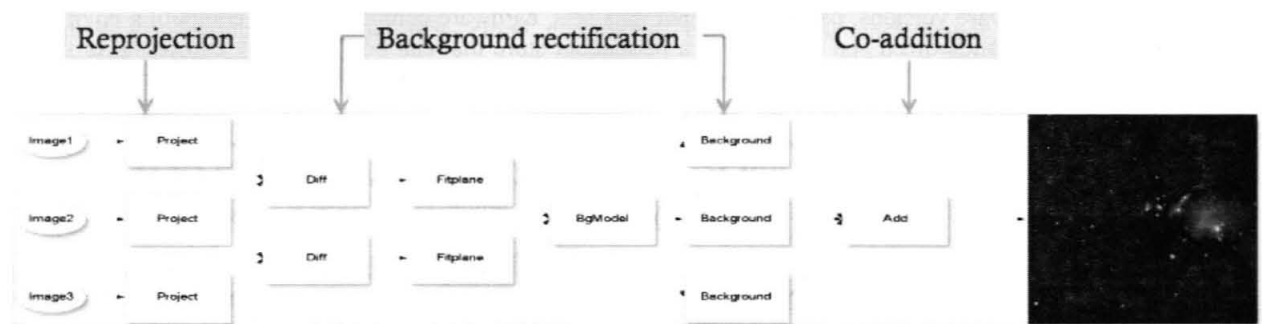 Reprojection
Background rectification
Co-addition
Image1
Project
Background
Diff
Fitplane
Image2
Project
BgModel
Background
Add
Diff
Fitplane
Image3
Project
Background